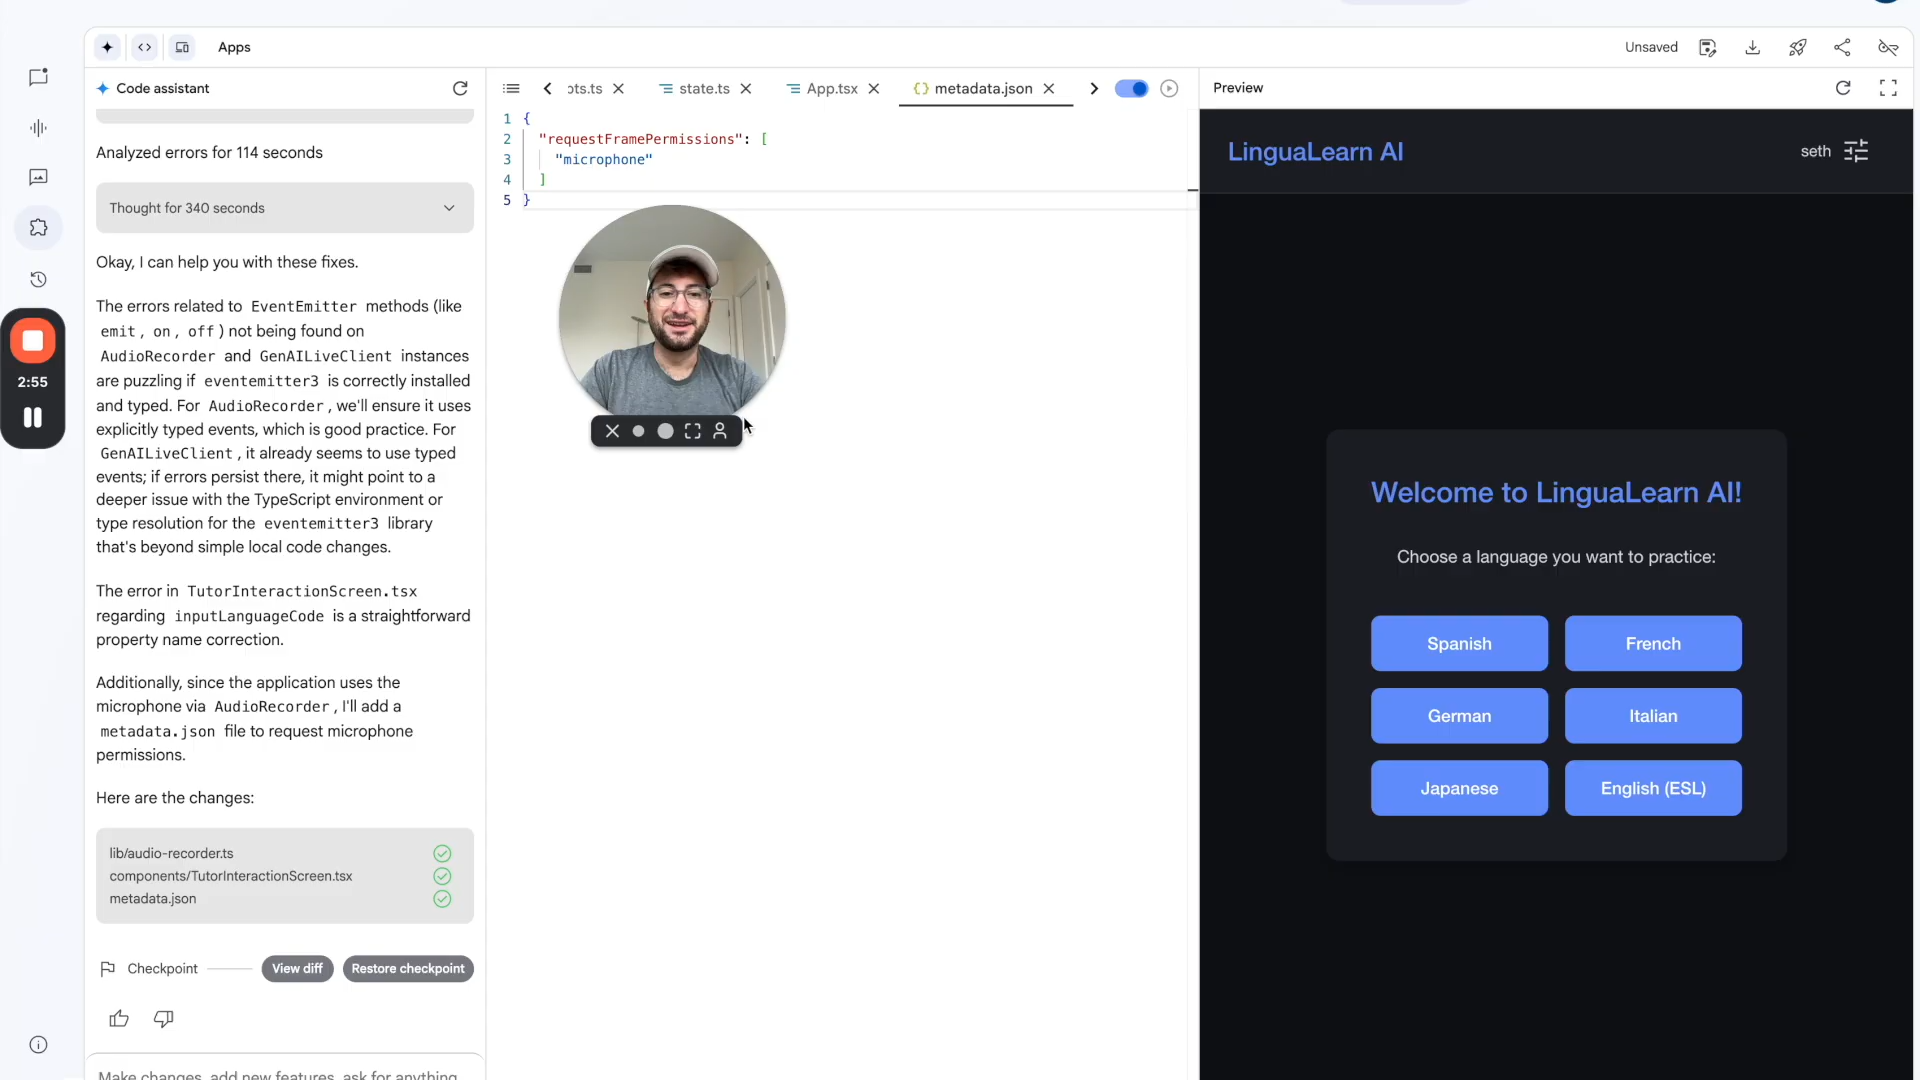 Apps
Unsaved
Code assistant
ots.ts
state.ts
App.tsx
metadata.json
Preview
Analyzed errors for 114 seconds
Thought for 340 seconds
Okay, I can help you with these fixes.
The errors related to EventEmitter methods (like
emit, on, off) not being found on
AudioRecorder and GenAILiveClient instances
are puzzling if eventemitter3 is correctly installed
and typed. For AudioRecorder, we'll ensure it uses
explicitly typed events, which is good practice. For
GenAILiveClient, it already seems to use typed
events; if errors persist there, it might point to a
deeper issue with the TypeScript environment or
type resolution for the eventemitter3 library
that's beyond simple local code changes.
The error in TutorInteractionScreen.tsx
regarding inputLanguageCode is a straightforward
property name correction.
Additionally, since the application uses the
microphone via AudioRecorder, I'll add a
metadata.json file to request microphone
permissions.
Here are the changes:
lib/audio-recorder.ts
components/TutorInteractionScreen.tsx
metadata.json
Checkpoint
View diff
Restore checkpoint
Make changes, add new features, ask for anything
2:55
1 {
2 "requestFramePermissions": [
3 "microphone"
4 ]
5 }
LinguaLearn AI
seth
Welcome to LinguaLearn AI!
Choose a language you want to practice:
Spanish
French
German
Italian
Japanese
English (ESL)